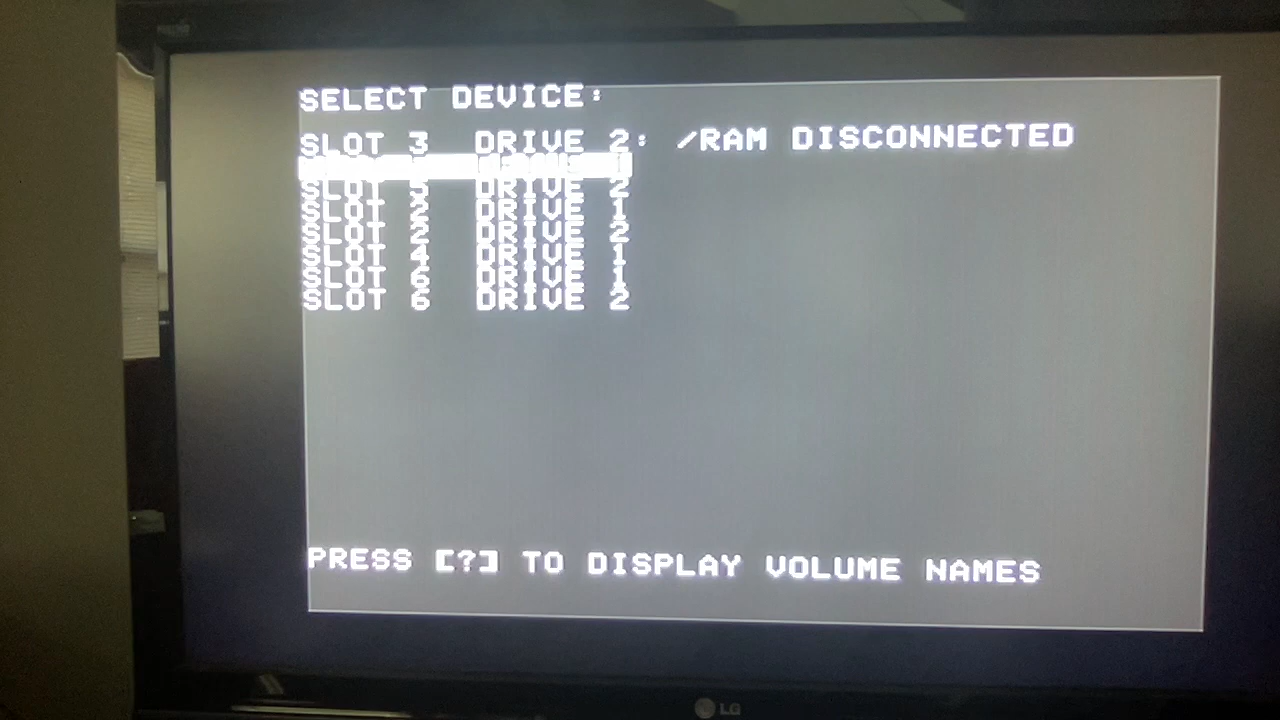 SELECT DEVICE:
SLOT 3 DRIVE 2: /RAM DISCONNECTED
SLOT 5 DRIVE 2
SLOT 2 DRIVE 1
SLOT 2 DRIVE 2
SLOT 4 DRIVE 1
SLOT 6 DRIVE 1
SLOT 6 DRIVE 2
PRESS [?] TO DISPLAY VOLUME NAMES
LG